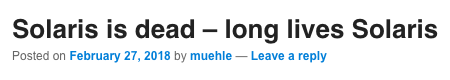 Solaris is dead – long lives Solaris
Posted on February 27, 2018 by muehle — Leave a reply